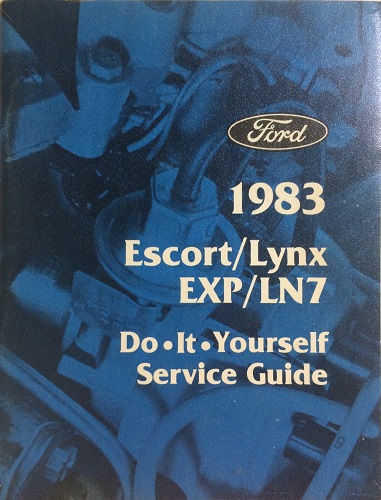 Ford
1983
Escort/Lynx
EXP/LN7
Do•It•Yourself
Service Guide